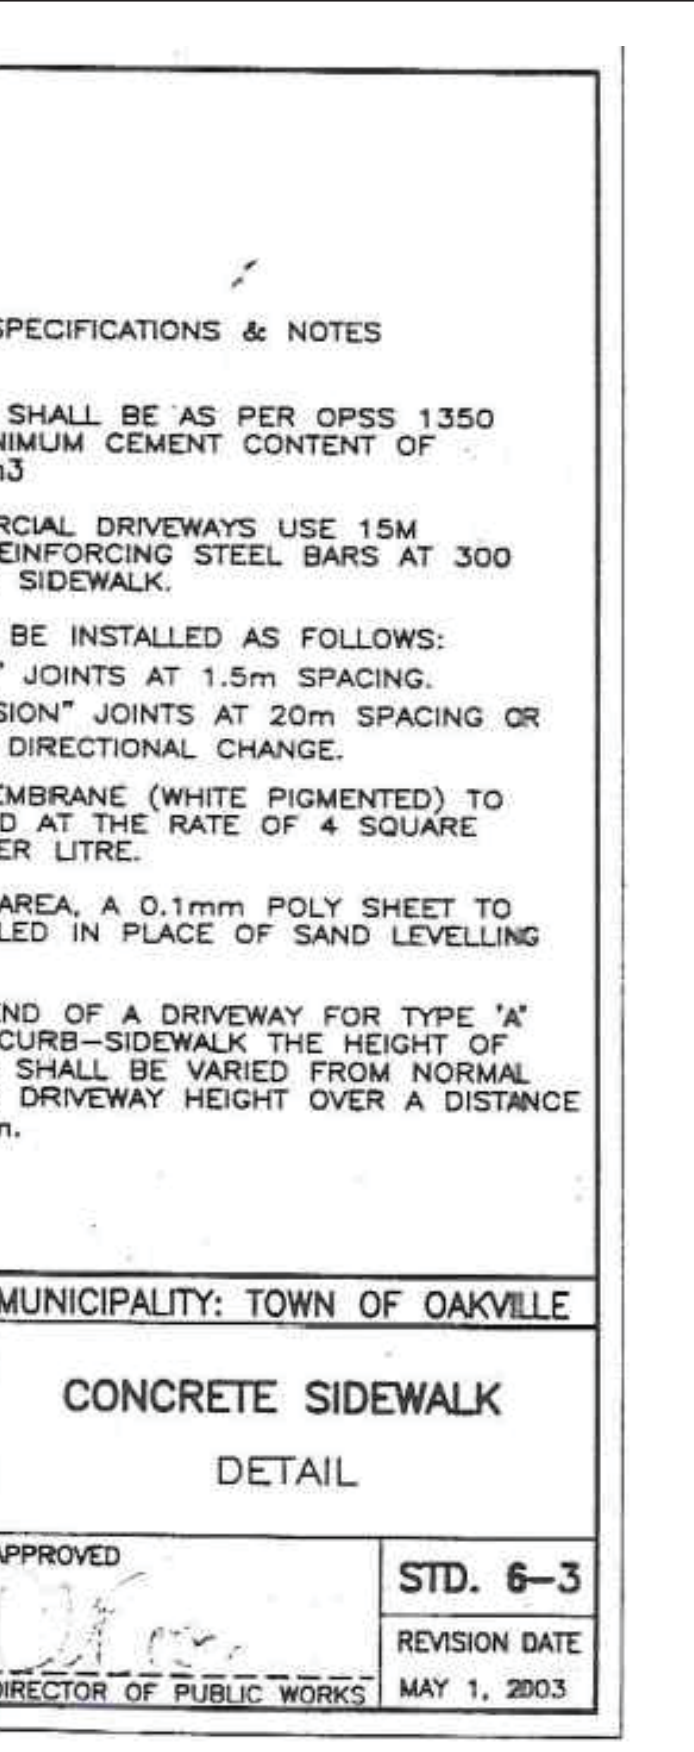 SPECIFICATIONS & NOTES
SHALL BE AS PER OPSS 1350
NIMUM CEMENT CONTENT OF
m3
RCIAL DRIVEWAYS USE 15M
EINFORCING STEEL BARS AT 300
SIDEWALK.
BE INSTALLED AS FOLLOWS:
" JOINTS AT 1.5m SPACING.
SION" JOINTS AT 20m SPACING OR
DIRECTIONAL CHANGE.
EMBRANE (WHITE PIGMENTED) TO
D AT THE RATE OF 4 SQUARE
ER LITRE.
AREA, A 0.1mm POLY SHEET TO
LED IN PLACE OF SAND LEVELLING
END OF A DRIVEWAY FOR TYPE 'A'
CURB-SIDEWALK THE HEIGHT OF
SHALL BE VARIED FROM NORMAL
DRIVEWAY HEIGHT OVER A DISTANCE
m.
MUNICIPALITY: TOWN OF OAKVILLE
CONCRETE SIDEWALK
DETAIL
APPROVED
STD. 6-3
REVISION DATE
DIRECTOR OF PUBLIC WORKS
MAY 1, 2003